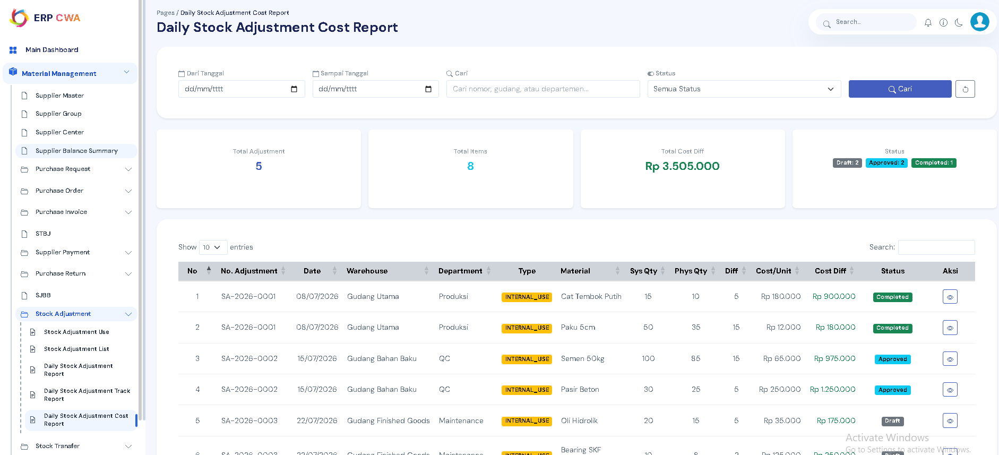 ERP CWA
Main Dashboard
Material Management
Supplier Master
Supplier Group
Supplier Center
Supplier Balance Summary
Purchase Request
Purchase Order
Purchase Invoice
STBJ
Supplier Payment
Purchase Return
SJBB
Stock Adjustment
Stock Adjustment Use
Stock Adjustment List
Daily Stock Adjustment
Report
Daily Stock Adjustment Track
Report
Daily Stock Adjustment Cost
Report
Stock Transfer
Pages / Daily Stock Adjustment Cost Report
Daily Stock Adjustment Cost Report
Search...
Dari Tanggal
Sampai Tanggal
Cari
Status
dd/mm/tttt
dd/mm/tttt
Cari nomor, gudang, atau departemen...
Semua Status
Cari
Total Adjustment
5
Total Items
8
Total Cost Diff
Rp 3.505.000
Status
Draft: 2 Approved: 2 Completed: 1
Show 10 entries
Search:
No No. Adjustment Date Warehouse Department Type Material Sys Qty Phys Qty Diff Cost/Unit Cost Diff Status Aksi
1 SA-2026-0001 08/07/2026 Gudang Utama Produksi INTERNAL_USE Cat Tembok Putih 15 10 5 Rp 180.000 Rp 900.000 Completed
2 SA-2026-0001 08/07/2026 Gudang Utama Produksi INTERNAL_USE Paku 5cm 50 35 15 Rp 12.000 Rp 180.000 Completed
3 SA-2026-0002 15/07/2026 Gudang Bahan Baku QC INTERNAL_USE Semen 50kg 100 85 15 Rp 65.000 Rp 975.000 Approved
4 SA-2026-0002 15/07/2026 Gudang Bahan Baku QC INTERNAL_USE Pasir Beton 30 25 5 Rp 250.000 Rp 1.250.000 Approved
5 SA-2026-0003 22/07/2026 Gudang Finished Goods Maintenance INTERNAL_USE Oli Hidrolik 20 15 5 Rp 35.000 Rp 175.000 Draft
Bearing SKF
6 SA-2026-0003 22/07/2026 Gudang Finished Goods Maintenance 10 8 2 Rp 125.000 Rp 250.000 Draft
Activate Windows
Go to Settings to activate Windows.